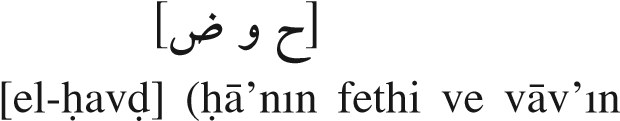 [ح و ض]
[el-ḥavḍ] (ḥā’nın fethi ve vāv’ın